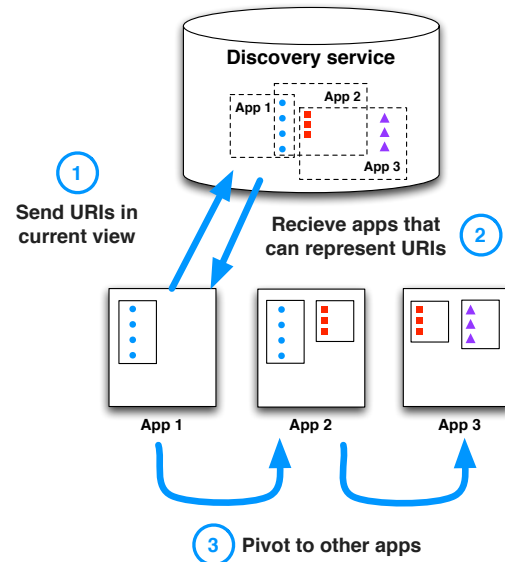 Discovery service
App 2
App 1
App 3
1
Send URIs in
current view
Recieve apps that
can represent URIs
2
App 1
App 2
App 3
3 Pivot to other apps